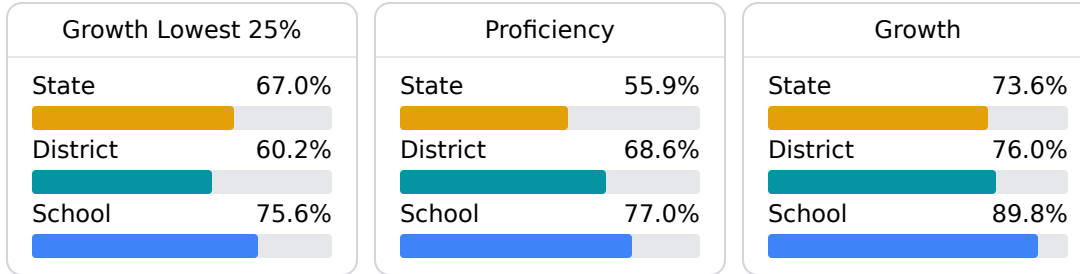 Growth Lowest 25%
State 67.0%
District 60.2%
School 75.6%
Proficiency
State 55.9%
District 68.6%
School 77.0%
Growth
State 73.6%
District 76.0%
School 89.8%